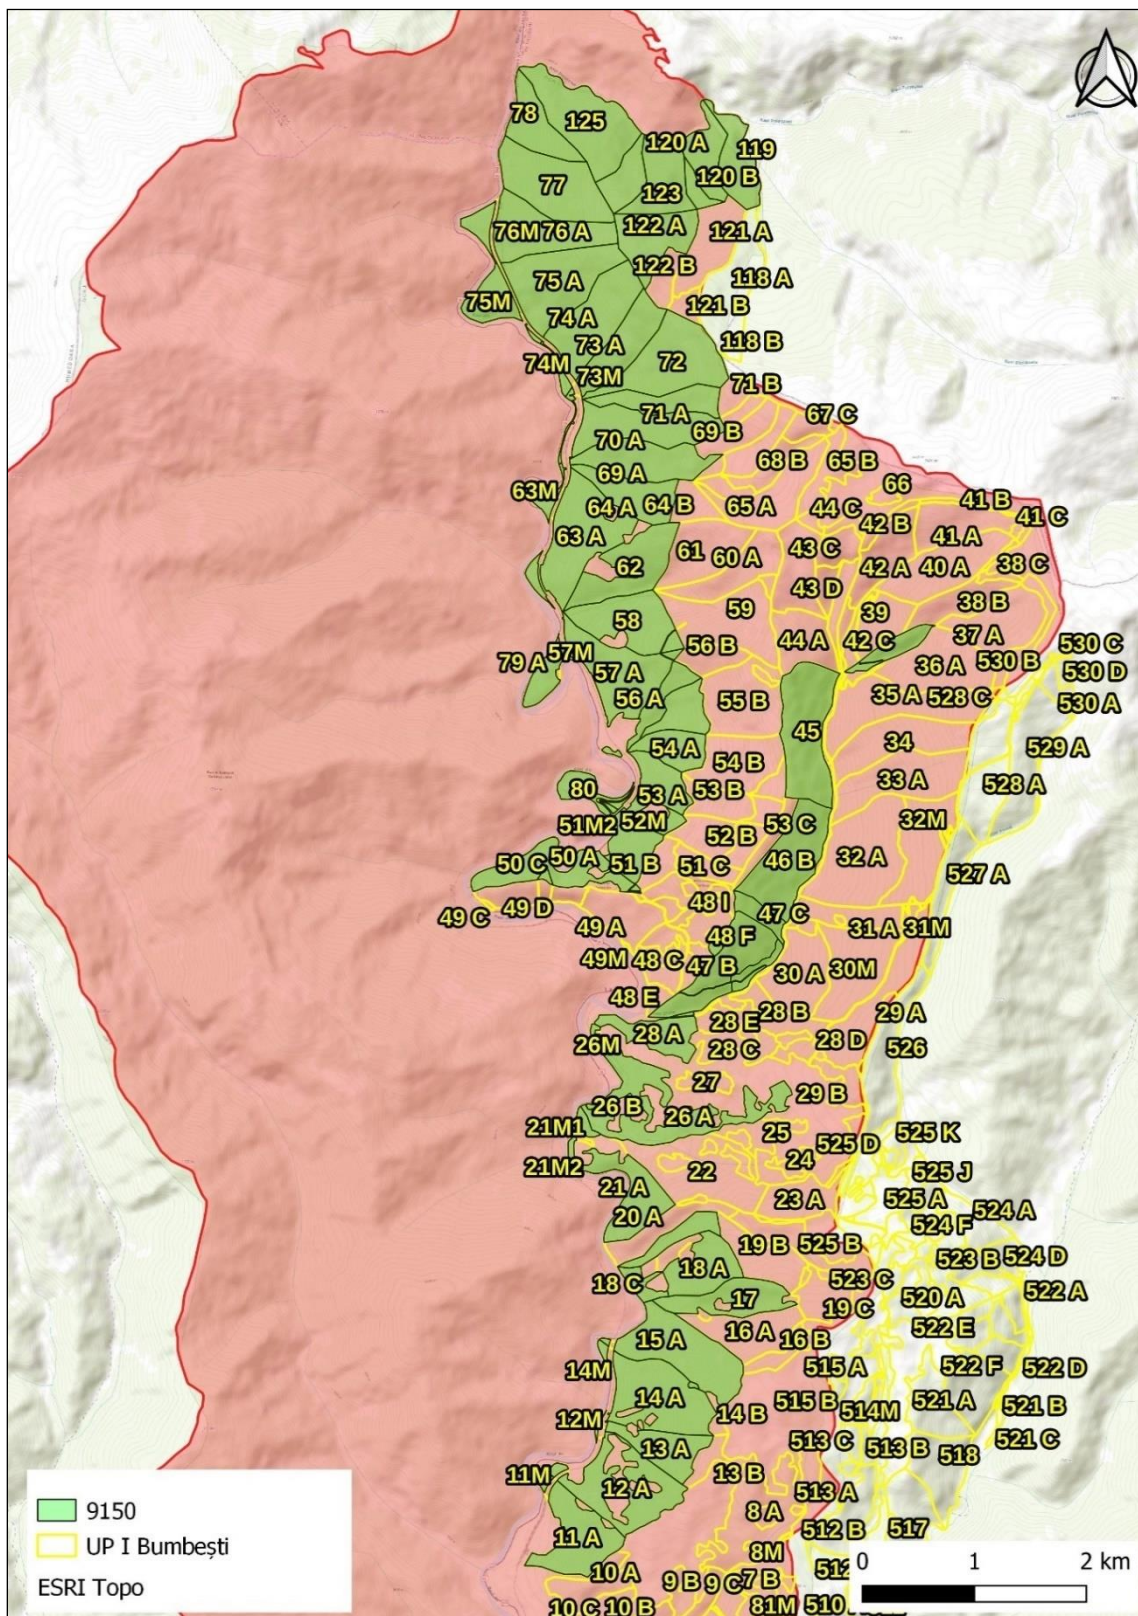 78
125
120 A
119
77
123
120 B
76M
76 A
122 A
121 A
75 A
122 B
118 A
75M
121 B
74 A
73 A
118 B
74M
73M
72
71 B
71 A
67 C
70 A
69 B
68 B
65 B
69 A
66
63M
64 A
64 B
65 A
44 C
41 B
63 A
42 B
41 C
61
60 A
43 C
41 A
62
42 A
40 A
38 C
43 D
58
59
39
38 B
57M
56 B
44 A
42 C
37 A
79 A
57 A
36 A
530 B
530 C
56 A
55 B
35 A
528 C
530 D
530 A
45
54 A
54 B
34
529 A
80
53 A
53 B
33 A
528 A
51M2
52M
52 B
53 C
32M
50 C
50 A
51 B
51 C
46 B
32 A
527 A
49 C
49 D
48 I
47 C
49 A
48 F
31 A
31M
49M
48 C
47 B
30 A
30M
48 E
28 B
29 A
26M
28 A
28 E
28 C
28 D
526
27
26 B
26 A
29 B
21M1
25
525 D
525 K
21M2
22
24
525 J
21 A
23 A
525 A
524 A
20 A
524 F
19 B
525 B
523 B
524 D
18 C
18 A
523 C
17
19 C
520 A
522 A
15 A
16 A
16 B
522 E
14M
515 A
522 F
522 D
14 A
515 B
521 A
521 B
12M
14 B
514M
13 A
513 C
513 B
518
521 C
11M
12 A
13 B
513 A
8 A
11 A
512 B
517
8M
10 A
9 B
9 C
7 B
10 C
10 B
81M
510
9150
UP I Bumbești
ESRI Topo
0 1 2 km